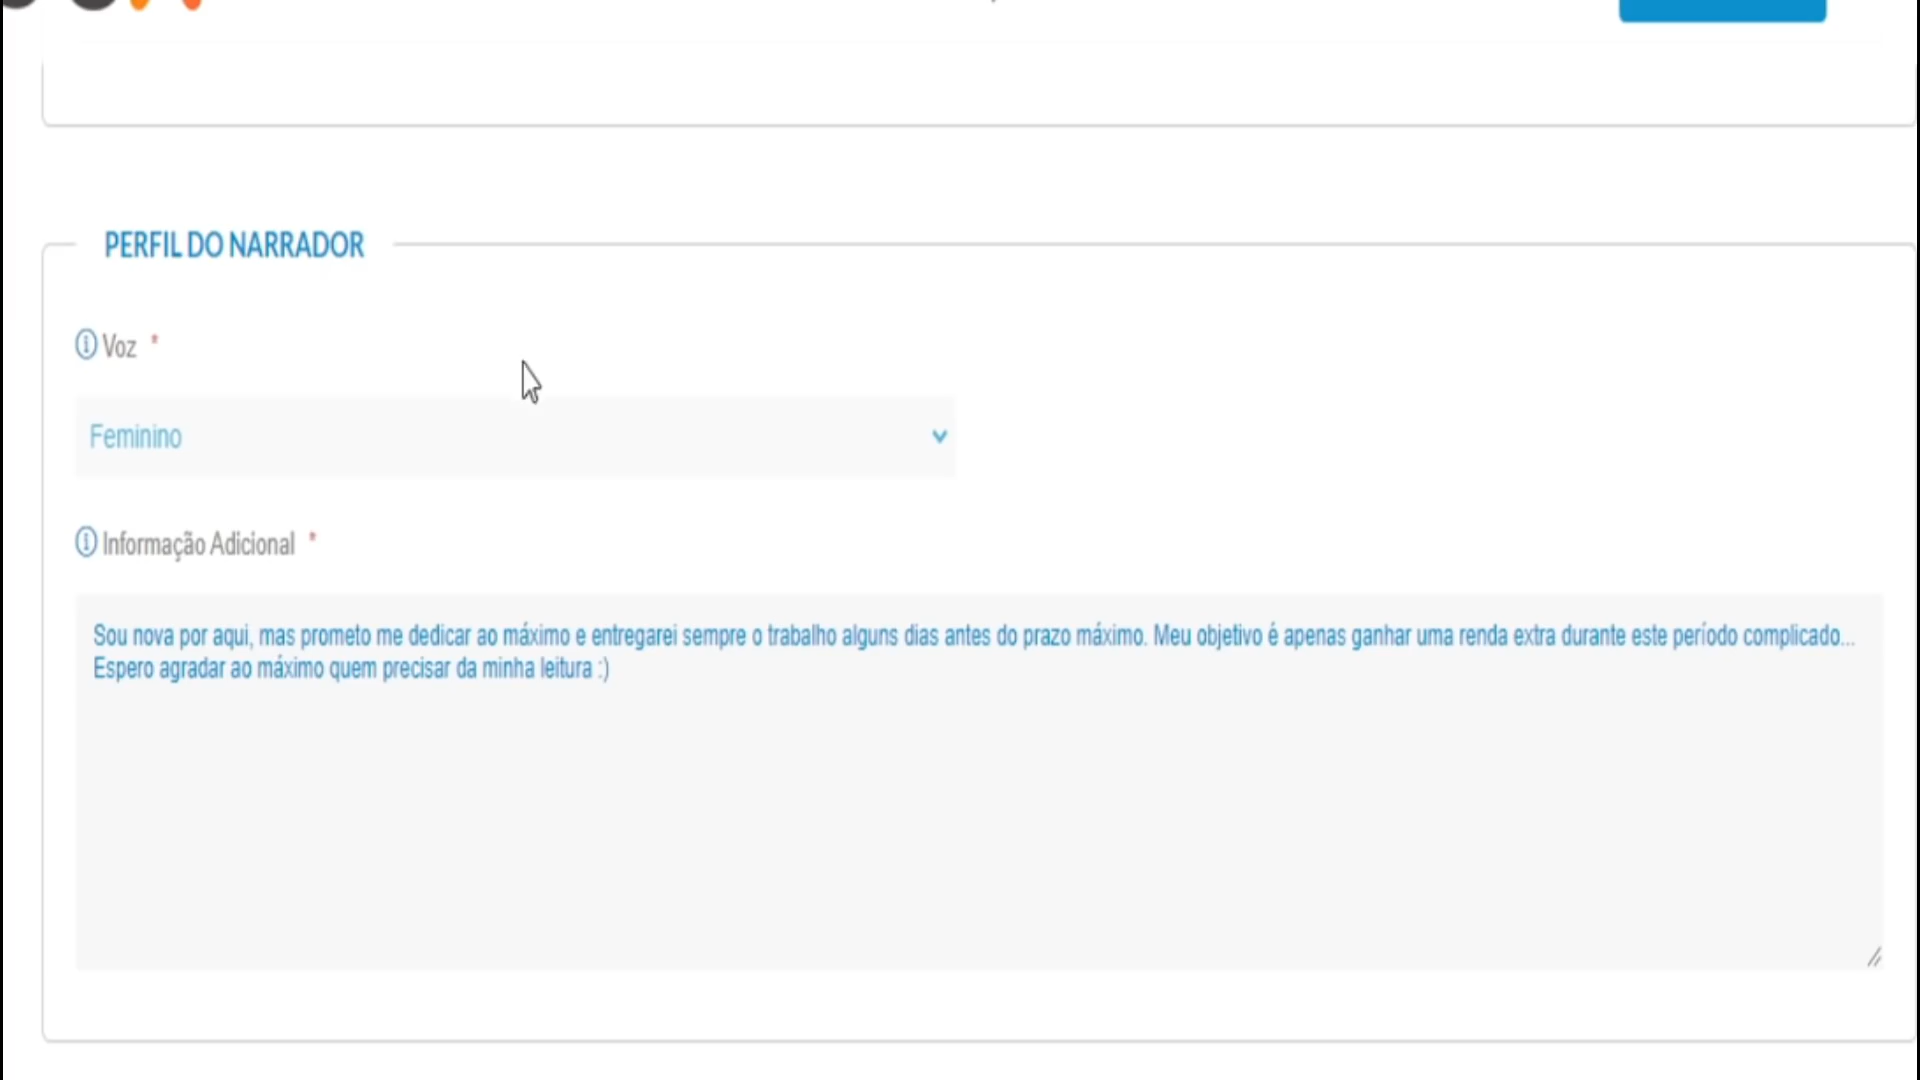 PERFIL DO NARRADOR
Voz *
Feminino
Informação Adicional *
Sou nova por aqui, mas prometo me dedicar ao máximo e entregarei sempre o trabalho alguns dias antes do prazo máximo. Meu objetivo é apenas ganhar uma renda extra durante este período complicado...
Espero agradar ao máximo quem precisar da minha leitura :)